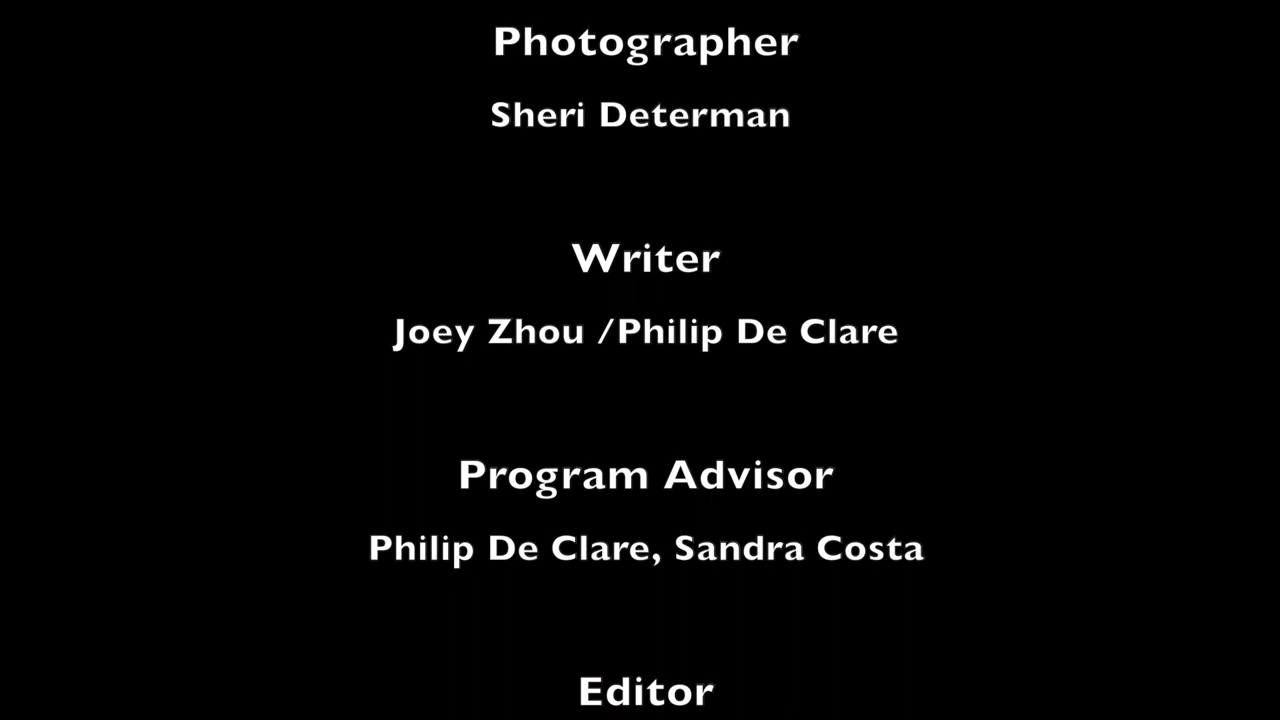 Photographer
Sheri Determan
Writer
Joey Zhou /Philip De Clare
Program Advisor
Philip De Clare, Sandra Costa
Editor